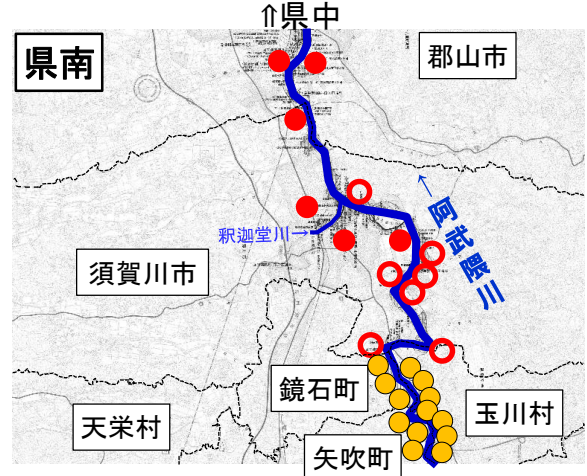 ⇑県中
県南
郡山市
釈迦堂川→
←阿武隈川
須賀川市
鏡石町
天栄村
玉川村
矢吹町